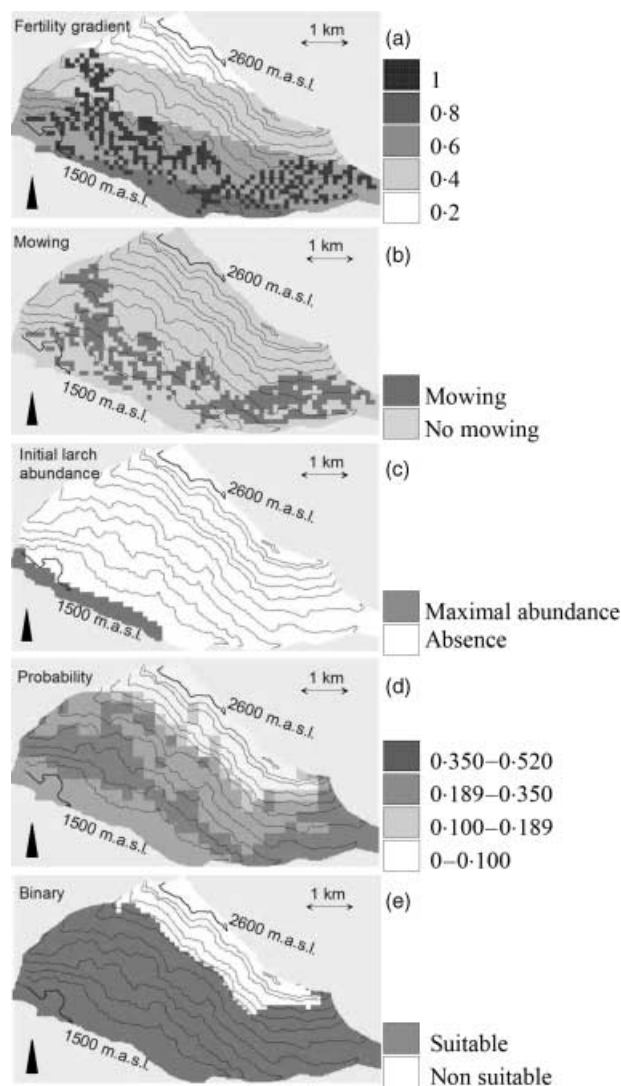 Fertility gradient
1 km
2600 m.a.s.l.
1500 m.a.s.l.
(a)
1
0·8
0·6
0·4
0·2
Mowing
1 km
2600 m.a.s.l.
1500 m.a.s.l.
(b)
Mowing
No mowing
Initial larch
abundance
1 km
2600 m.a.s.l.
1500 m.a.s.l.
(c)
Maximal abundance
Absence
Probability
1 km
2600 m.a.s.l.
1500 m.a.s.l.
(d)
0·350–0·520
0·189–0·350
0·100–0·189
0–0·100
Binary
1 km
2600 m.a.s.l.
1500 m.a.s.l.
(e)
Suitable
Non suitable